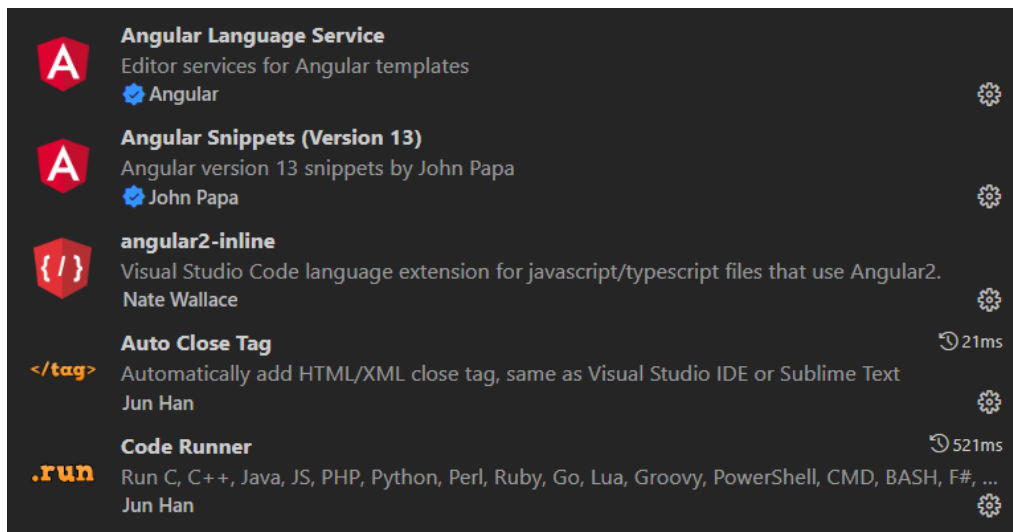 Angular Language Service
Editor services for Angular templates
Angular
Angular Snippets (Version 13)
Angular version 13 snippets by John Papa
John Papa
angular2-inline
Visual Studio Code language extension for javascript/typescript files that use Angular2.
Nate Wallace
Auto Close Tag
21ms
</tag>
Automatically add HTML/XML close tag, same as Visual Studio IDE or Sublime Text
Jun Han
Code Runner
521ms
.run
Run C, C++, Java, JS, PHP, Python, Perl, Ruby, Go, Lua, Groovy, PowerShell, CMD, BASH, F#, ...
Jun Han